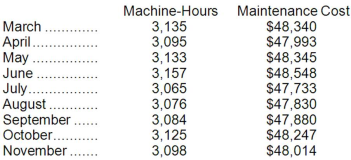 Machine-Hours Maintenance Cost
March ............. 3,135 $48,340
April................ 3,095 $47,993
May ................ 3,133 $48,345
June ............... 3,157 $48,548
July................. 3,065 $47,733
August ............ 3,076 $47,830
September ...... 3,084 $47,880
October........... 3,125 $48,247
November ....... 3,098 $48,014